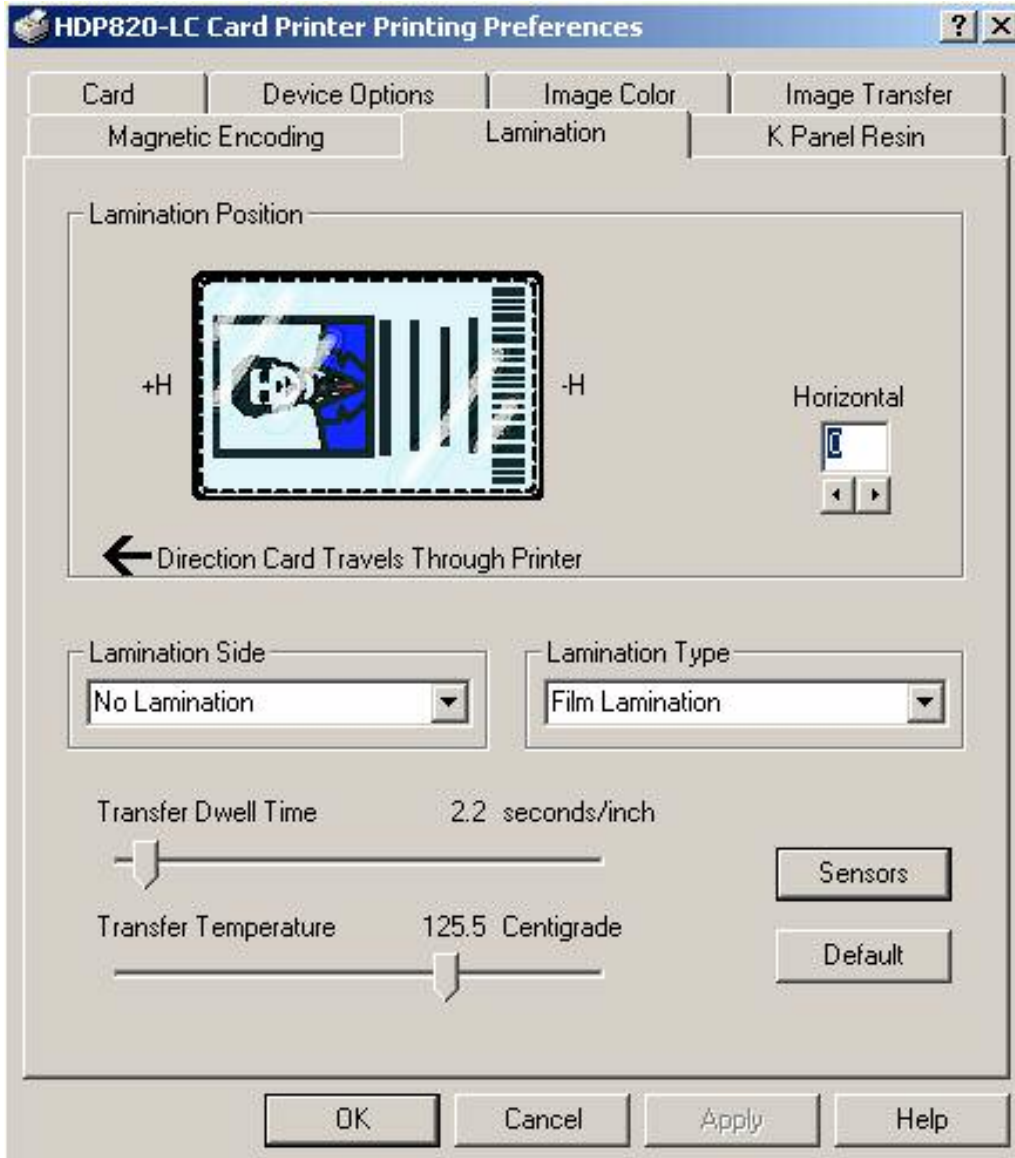 HDP820-LC Card Printer Printing Preferences
Card Device Options Image Color Image Transfer
Magnetic Encoding Lamination K Panel Resin
Lamination Position
+H
HD
-H
Horizontal
0
Direction Card Travels Through Printer
Lamination Side
No Lamination
Lamination Type
Film Lamination
Transfer Dwell Time 2.2 seconds/inch
Sensors
Transfer Temperature 125.5 Centigrade
Default
OK Cancel Apply Help